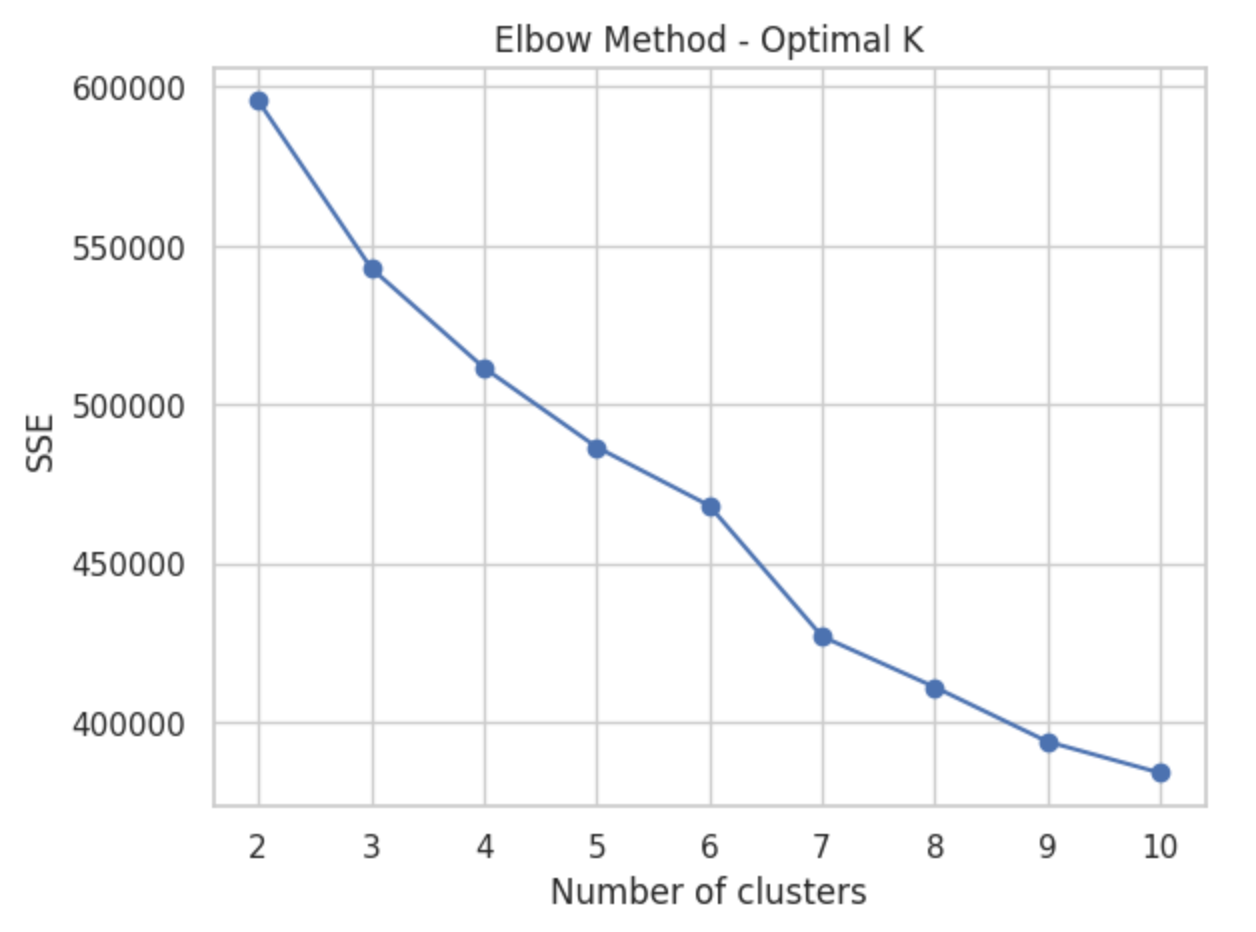 Elbow Method - Optimal K
600000
550000
500000
450000
400000
SSE
2 3 4 5 6 7 8 9 10
Number of clusters